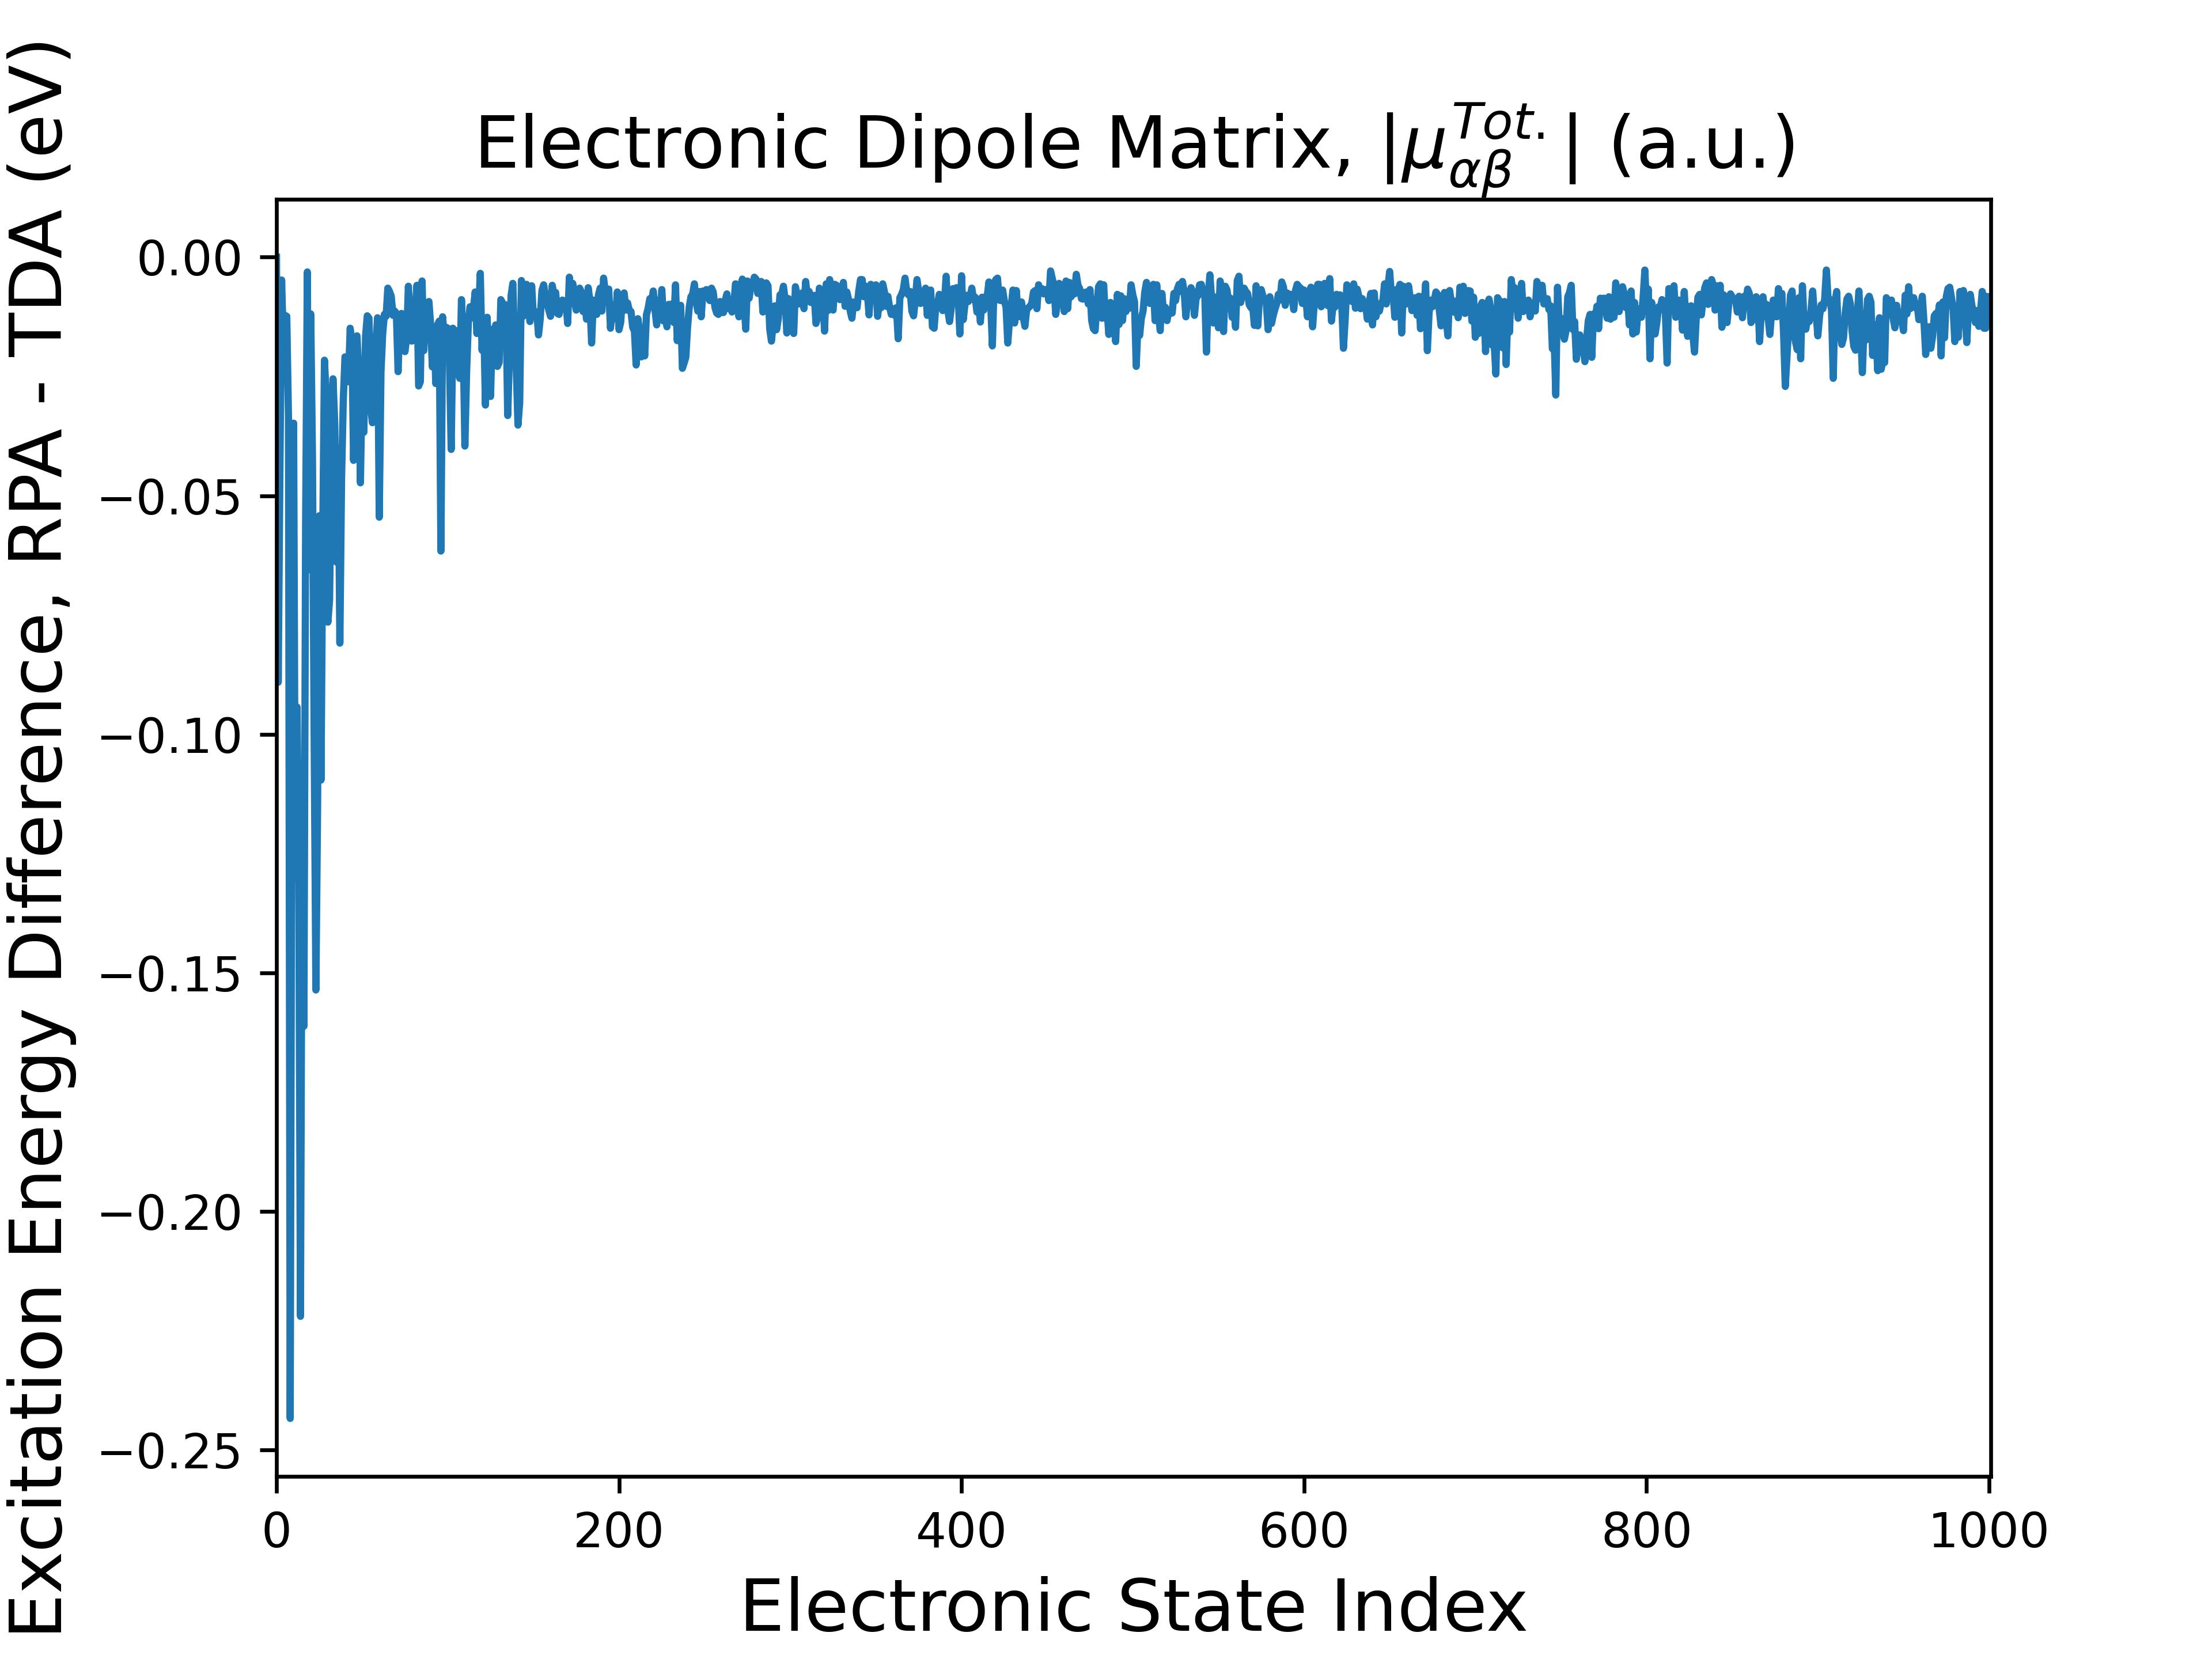 Electronic Dipole Matrix, |μ^{Tot.}_{αβ}| (a.u.)
Excitation Energy Difference, RPA - TDA (eV)
0.00
−0.05
−0.10
−0.15
−0.20
−0.25
0 200 400 600 800 1000
Electronic State Index